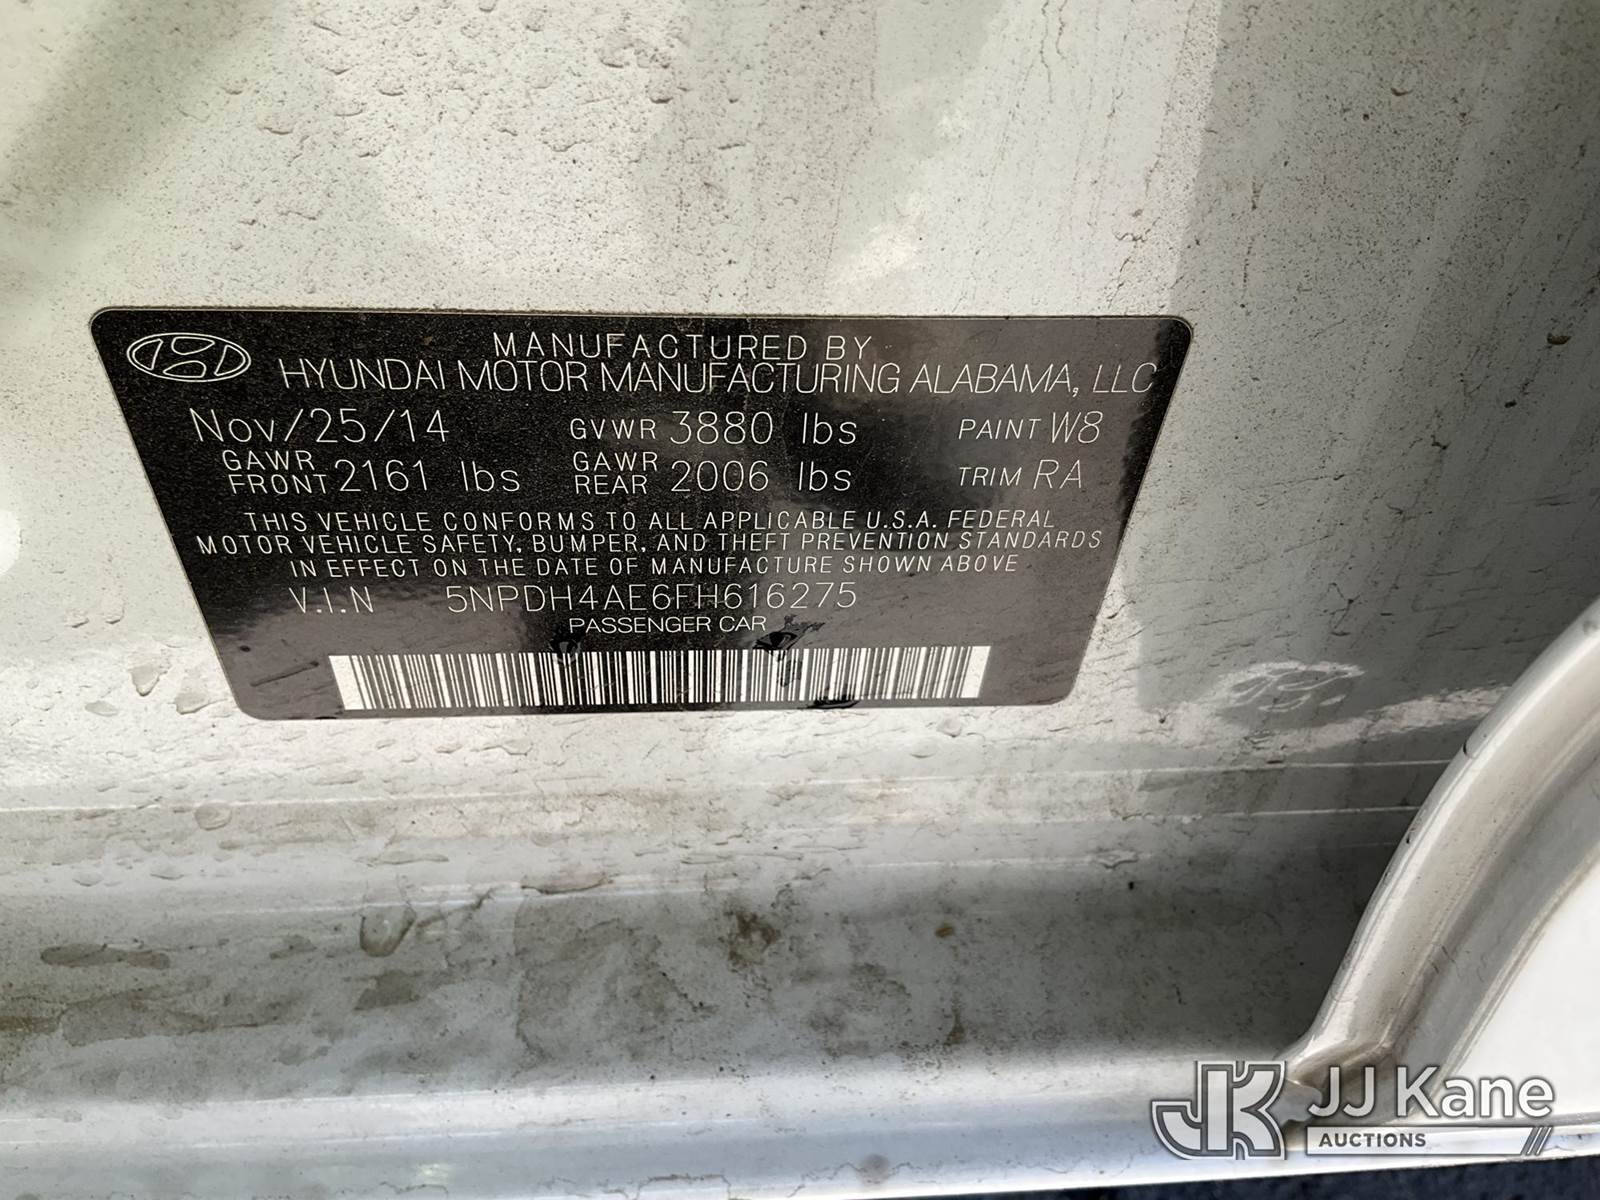 MANUFACTURED BY
HYUNDAI MOTOR MANUFACTURING ALABAMA, LLC
Nov/25/14 GVWR 3880 lbs PAINT W8
GAWR FRONT 2161 lbs GAWR REAR 2006 lbs TRIM RA
THIS VEHICLE CONFORMS TO ALL APPLICABLE U.S.A. FEDERAL
MOTOR VEHICLE SAFETY, BUMPER, AND THEFT PREVENTION STANDARDS
IN EFFECT ON THE DATE OF MANUFACTURE SHOWN ABOVE
V.I.N 5NPDH4AE6FH616275
PASSENGER CAR
JK JJ Kane
AUCTIONS